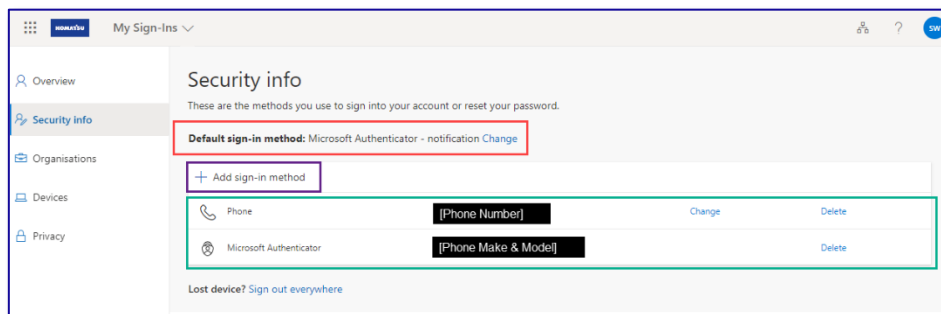 KOMATSU My Sign-Ins ? SW
Overview
Security info
Organisations
Devices
Privacy
Security info
These are the methods you use to sign into your account or reset your password.
Default sign-in method: Microsoft Authenticator - notification Change
+ Add sign-in method
Phone [Phone Number] Change Delete
Microsoft Authenticator [Phone Make & Model] Delete
Lost device? Sign out everywhere